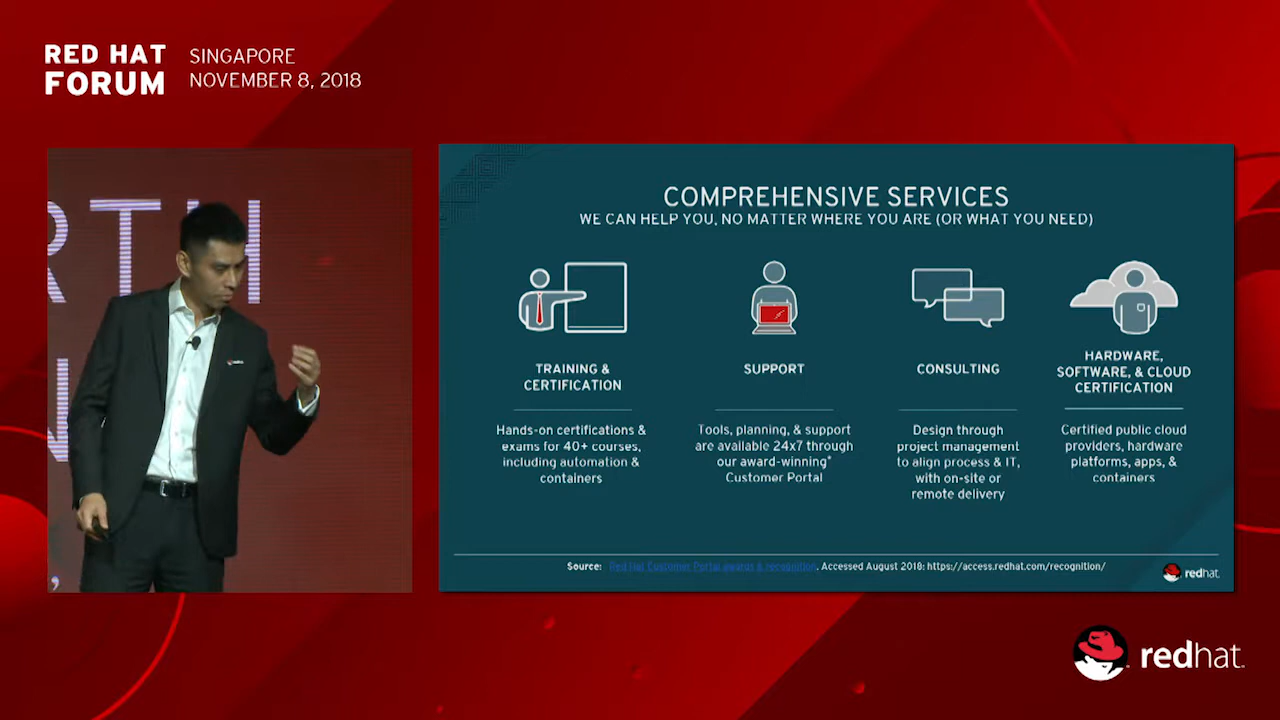 RED HAT
FORUM
SINGAPORE
NOVEMBER 8, 2018
RTH
N
,
redhat
COMPREHENSIVE SERVICES
WE CAN HELP YOU, NO MATTER WHERE YOU ARE (OR WHAT YOU NEED)
TRAINING &
CERTIFICATION
Hands-on certifications &
exams for 40+ courses,
including automation &
containers
SUPPORT
Tools, planning, & support
are available 24x7 through
our award-winning*
Customer Portal
CONSULTING
Design through
project management
to align process & IT,
with on-site or
remote delivery
HARDWARE,
SOFTWARE, & CLOUD
CERTIFICATION
Certified public cloud
providers, hardware
platforms, apps, &
containers
Source: Red Hat Customer Portal awards & recognition. Accessed August 2018: https://access.redhat.com/recognition/
redhat.
redhat.